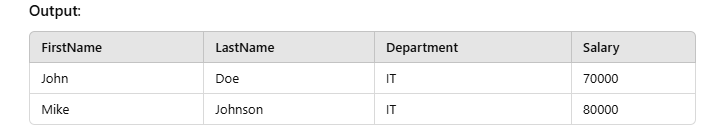 Output:
FirstName LastName Department Salary
John Doe IT 70000
Mike Johnson IT 80000